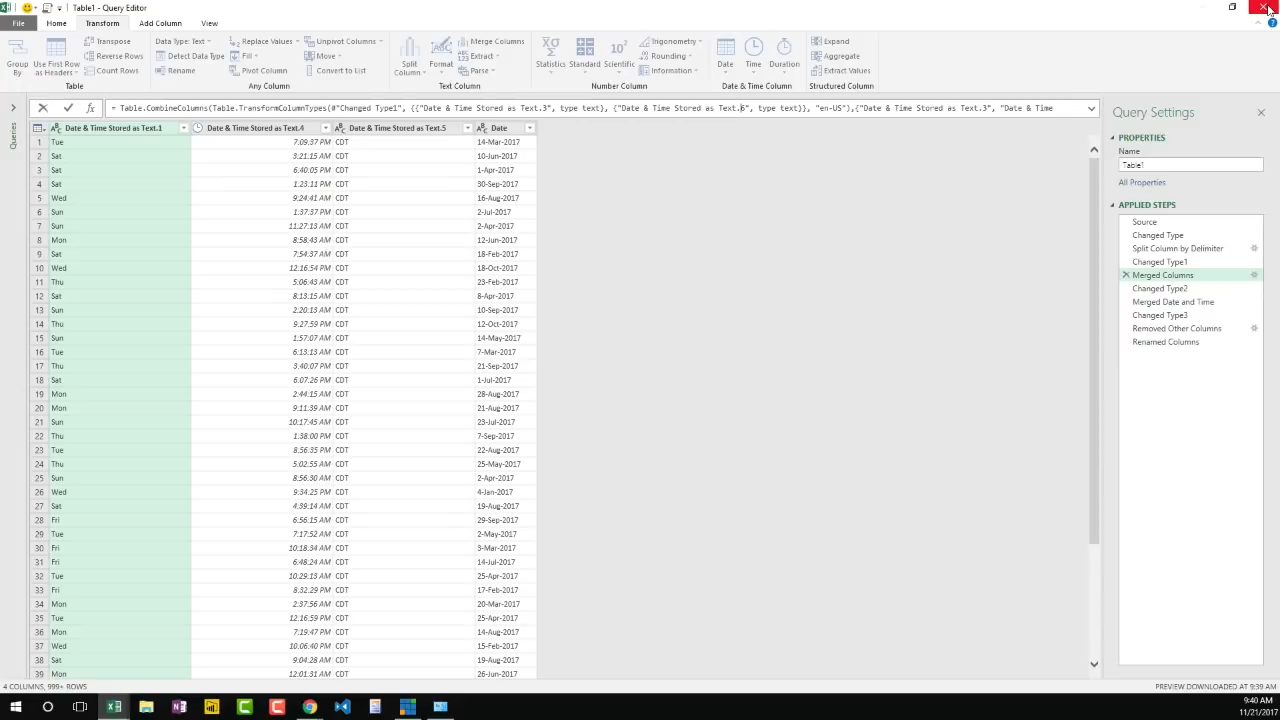 Table1 - Query Editor
File Home Transform Add Column View
Group By
Use First Row as Headers
Transpose
Reverse Rows
Count Rows
Table
Data Type: Text
Detect Data Type
Rename
Replace Values
Fill
Pivot Column
Unpivot Columns
Move
Convert to List
Any Column
Split Column
Format
Merge Columns
Extract
Parse
Text Column
Statistics
Standard
Scientific
Trigonometry
Rounding
Information
Number Column
Date
Time
Duration
Date & Time Column
Expand
Aggregate
Extract Values
Structured Column
= Table.CombineColumns(Table.TransformColumnTypes(#"Changed Type1", {{"Date & Time Stored as Text.3", type text}, {"Date & Time Stored as Text.6", type text}}, "en-US"),{"Date & Time Stored as Text.3", "Date & Time
Queries
Date & Time Stored as Text.1 Date & Time Stored as Text.4 Date & Time Stored as Text.5 Date
1 Tue 7:09:37 PM CDT 14-Mar-2017
2 Sat 3:21:15 AM CDT 10-Jun-2017
3 Sat 6:40:05 PM CDT 1-Apr-2017
4 Sat 1:23:11 PM CDT 30-Sep-2017
5 Wed 9:24:41 AM CDT 16-Aug-2017
6 Sun 1:37:37 PM CDT 2-Jul-2017
7 Sun 11:27:13 AM CDT 2-Apr-2017
8 Mon 8:58:43 AM CDT 12-Jun-2017
9 Sat 7:54:37 AM CDT 18-Feb-2017
10 Wed 12:16:54 PM CDT 18-Oct-2017
11 Thu 5:06:43 AM CDT 23-Feb-2017
12 Sat 8:13:15 AM CDT 8-Apr-2017
13 Sun 2:20:13 AM CDT 10-Sep-2017
14 Thu 9:27:59 PM CDT 12-Oct-2017
15 Sun 1:57:07 AM CDT 14-May-2017
16 Tue 6:13:13 AM CDT 7-Mar-2017
17 Thu 3:40:07 PM CDT 21-Sep-2017
18 Sat 6:07:26 PM CDT 1-Jul-2017
19 Mon 2:44:15 AM CDT 28-Aug-2017
20 Mon 9:11:39 AM CDT 21-Aug-2017
21 Sun 10:17:45 AM CDT 23-Jul-2017
22 Thu 1:38:00 PM CDT 7-Sep-2017
23 Tue 8:56:35 PM CDT 22-Aug-2017
24 Thu 5:02:55 AM CDT 25-May-2017
25 Sun 8:56:30 AM CDT 2-Apr-2017
26 Wed 9:34:25 PM CDT 4-Jan-2017
27 Sat 4:39:14 AM CDT 19-Aug-2017
28 Fri 6:56:15 AM CDT 29-Sep-2017
29 Tue 7:17:52 AM CDT 2-May-2017
30 Fri 10:18:34 AM CDT 3-Mar-2017
31 Fri 6:48:24 AM CDT 14-Jul-2017
32 Tue 10:29:13 AM CDT 25-Apr-2017
33 Fri 8:32:29 PM CDT 17-Feb-2017
34 Mon 2:37:56 AM CDT 20-Mar-2017
35 Tue 12:16:59 PM CDT 25-Apr-2017
36 Mon 7:19:47 PM CDT 14-Aug-2017
37 Wed 10:06:40 PM CDT 15-Feb-2017
38 Sat 9:04:28 AM CDT 19-Aug-2017
39 Mon 12:01:31 AM CDT 26-Jun-2017
Query Settings
PROPERTIES
Name
Table1
All Properties
APPLIED STEPS
Source
Changed Type
Split Column by Delimiter
Changed Type1
Merged Columns
Changed Type2
Merged Date and Time
Changed Type3
Removed Other Columns
Renamed Columns
4 COLUMNS, 999+ ROWS
PREVIEW DOWNLOADED AT 9:39 AM
9:40 AM
11/21/2017